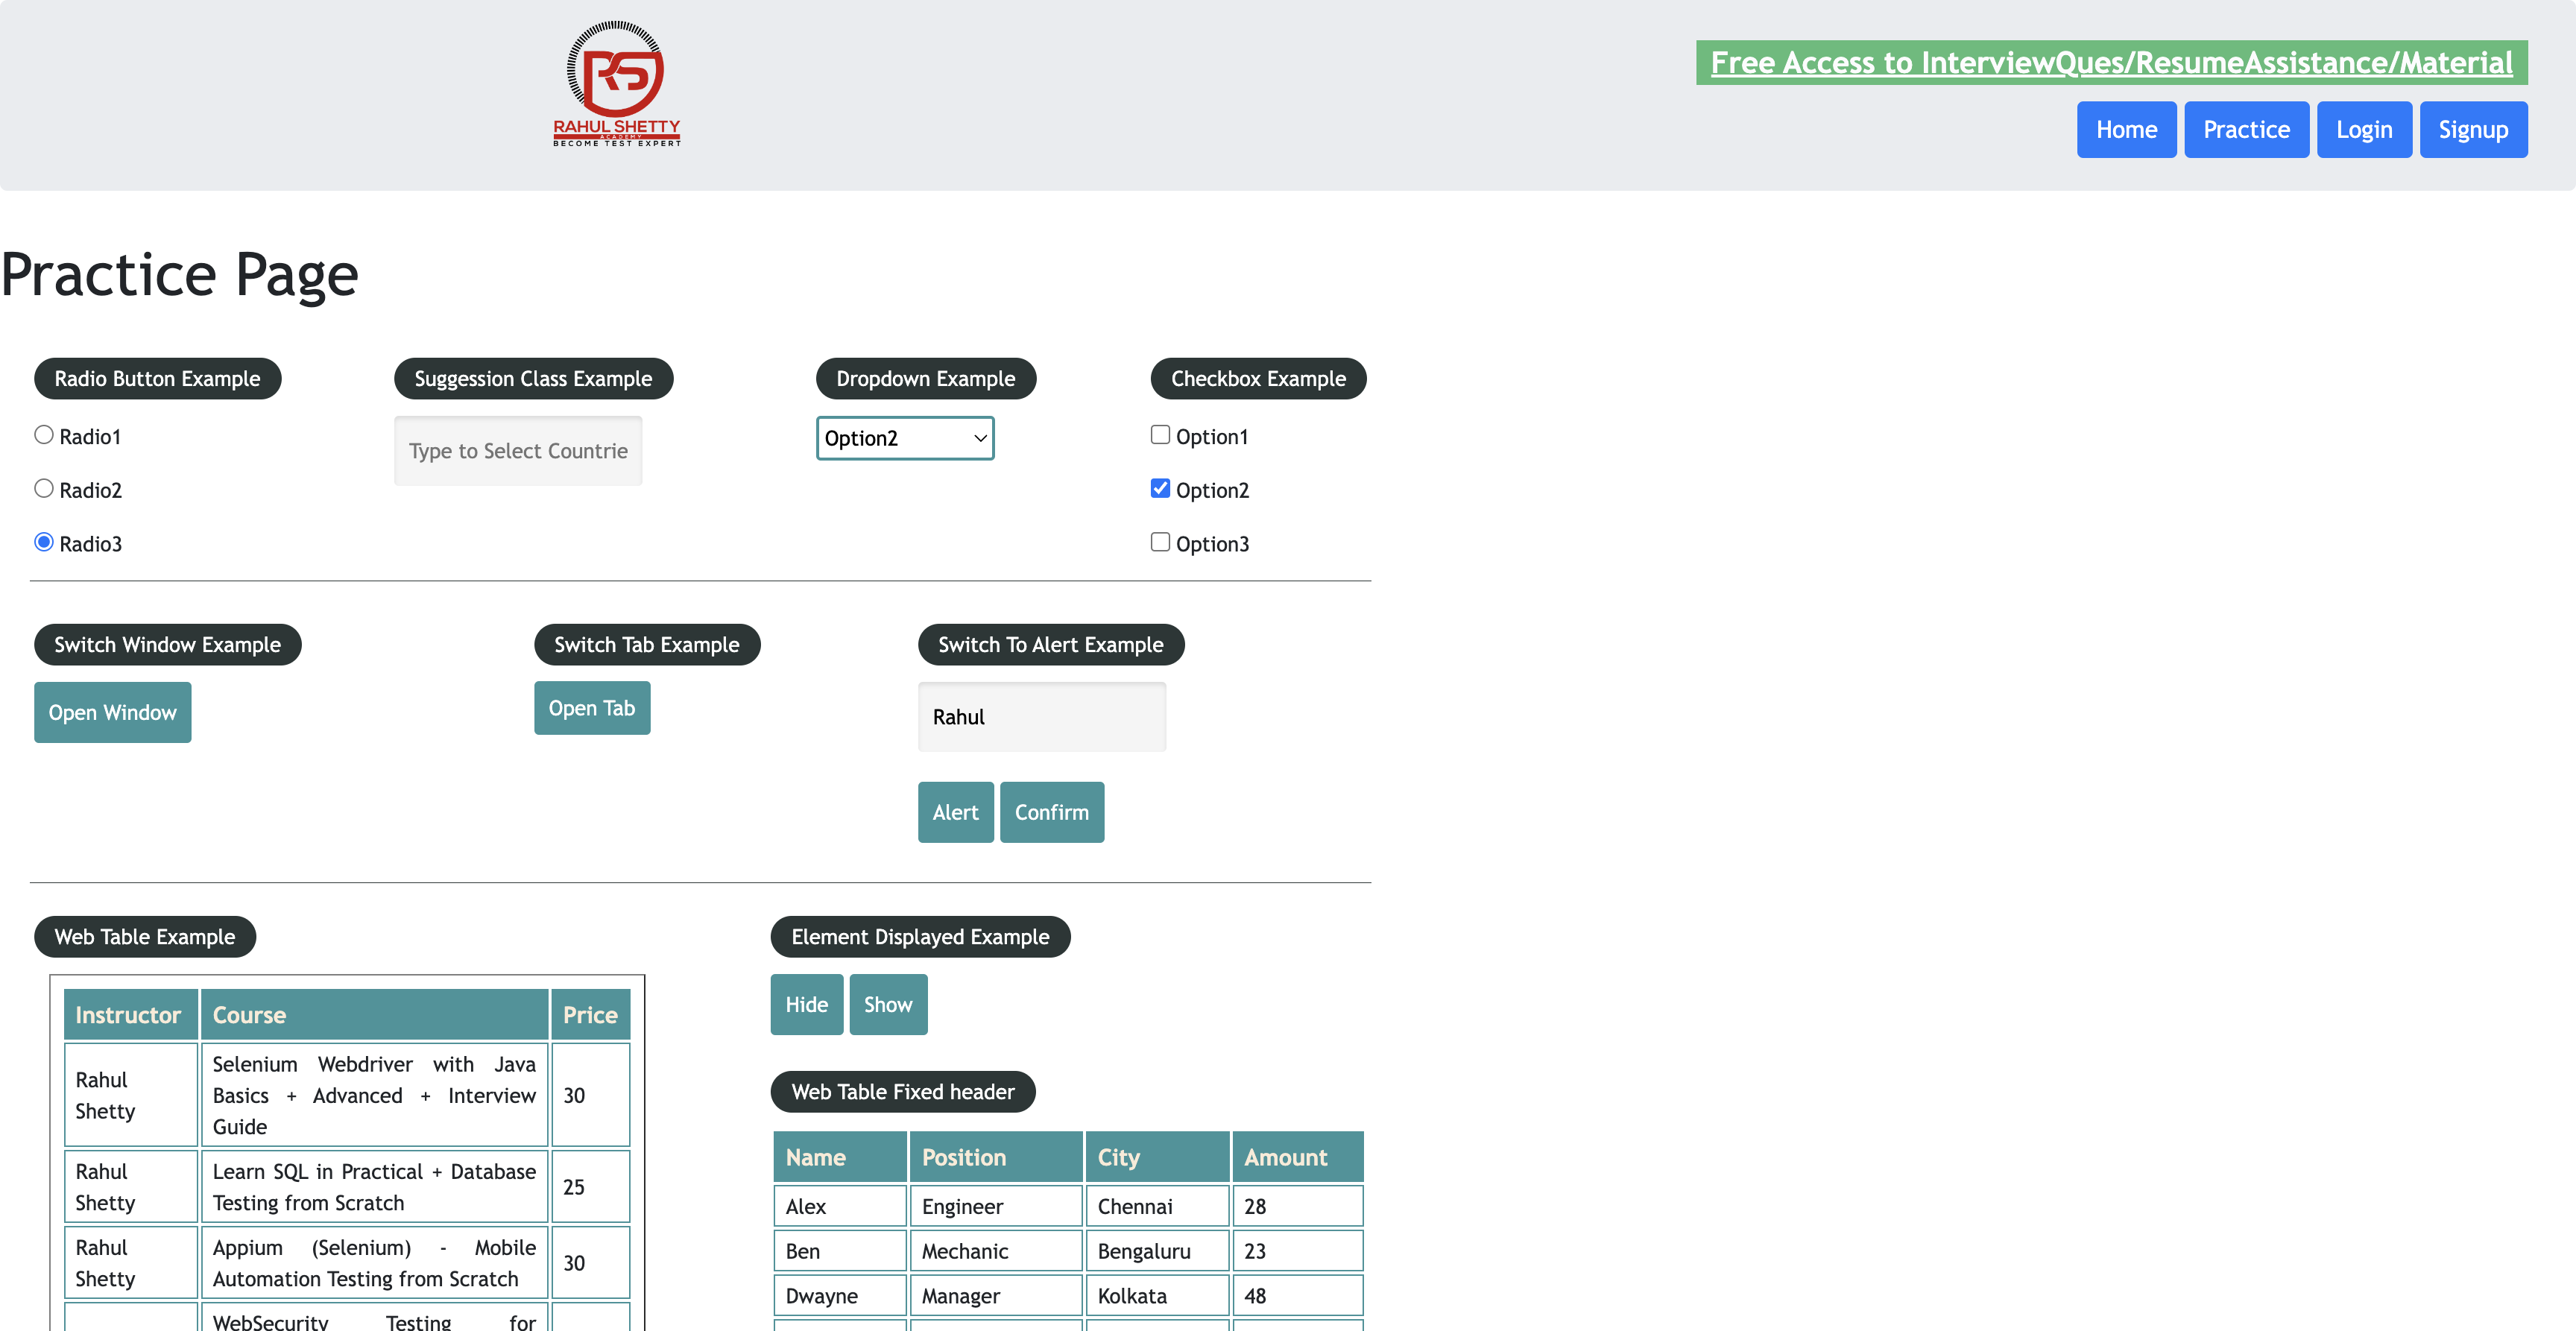 RAHUL SHETTY
ACADEMY
BECOME TEST EXPERT
Free Access to InterviewQues/ResumeAssistance/Material
Home
Practice
Login
Signup
Practice Page
Radio Button Example
Radio1
Radio2
Radio3
Suggession Class Example
Type to Select Countrie
Dropdown Example
Option2
Checkbox Example
Option1
Option2
Option3
Switch Window Example
Open Window
Switch Tab Example
Open Tab
Switch To Alert Example
Rahul
Alert
Confirm
Web Table Example
Instructor Course Price
Rahul
Shetty
Selenium Webdriver with Java
Basics + Advanced + Interview
Guide
30
Rahul
Shetty
Learn SQL in Practical + Database
Testing from Scratch
25
Rahul
Shetty
Appium (Selenium) - Mobile
Automation Testing from Scratch
30
WebSecurity Testing for
Element Displayed Example
Hide
Show
Web Table Fixed header
Name Position City Amount
Alex Engineer Chennai 28
Ben Mechanic Bengaluru 23
Dwayne Manager Kolkata 48